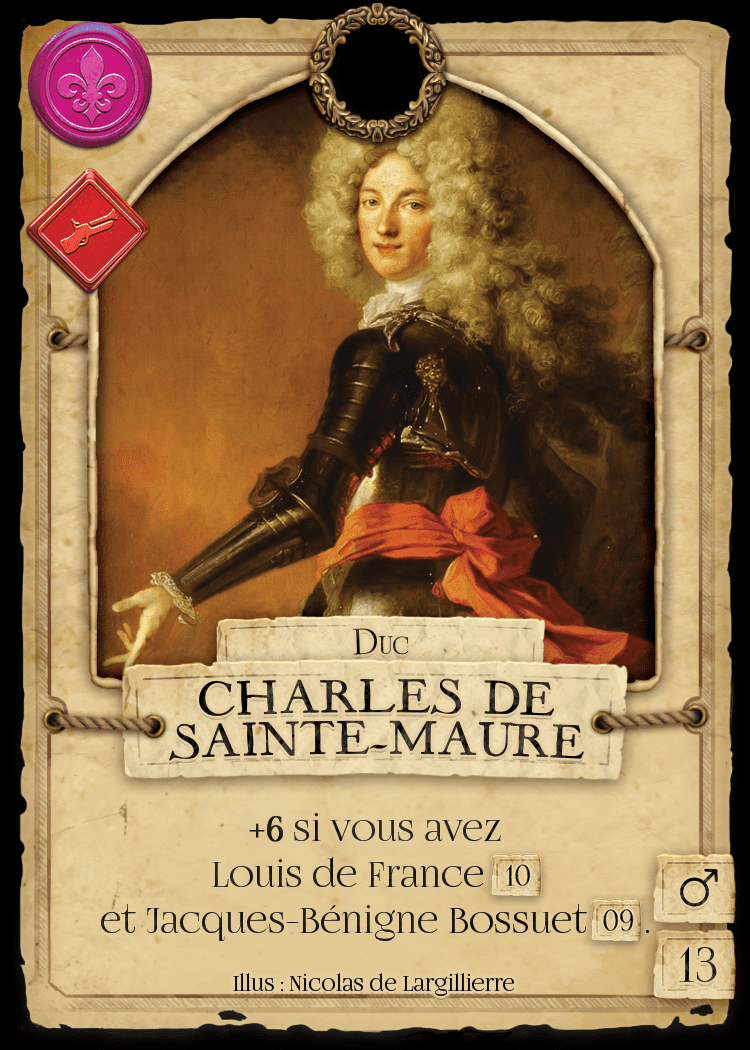 Duc
CHARLES DE
SAINTE-MAURE
+6 si vous avez
Louis de France 10
et Jacques-Bénigne Bossuet 09.
♂
13
Illus : Nicolas de Largillierre